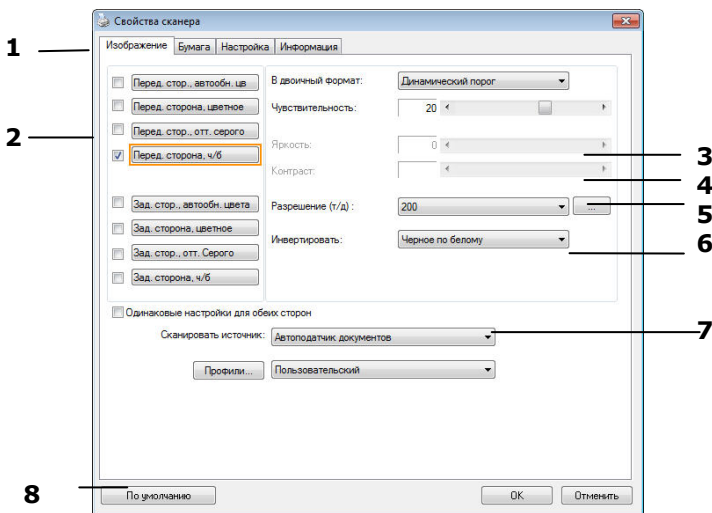 Свойства сканера
1
Изображение Бумага Настройка Информация
2
Перед. стор., автообн. цв
Перед. сторона, цветное
Перед. стор., отт. серого
Перед. сторона, ч/б
Зад. стор., автообн. цвета
Зад. сторона, цветное
Зад. стор., отт. Серого
Зад. сторона, ч/б
В двоичный формат: Динамический порог
Чувствительность: 20
Яркость: 0
3
Контраст:
4
Разрешение (т/д) : 200 ...
5
Инвертировать: Черное по белому
6
Одинаковые настройки для обеих сторон
Сканировать источник: Автоподатчик документов
7
Профили... Пользовательский
8
По умолчанию OK Отменить